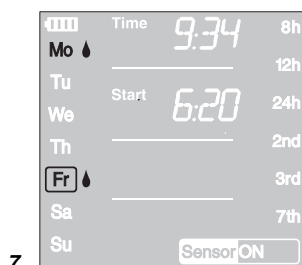 Time 9:34 8h
Mo
12h
Tu
Start 6:20 24h
We
Th 2nd
Fr 3rd
Sa 7th
Su Sensor ON
7.